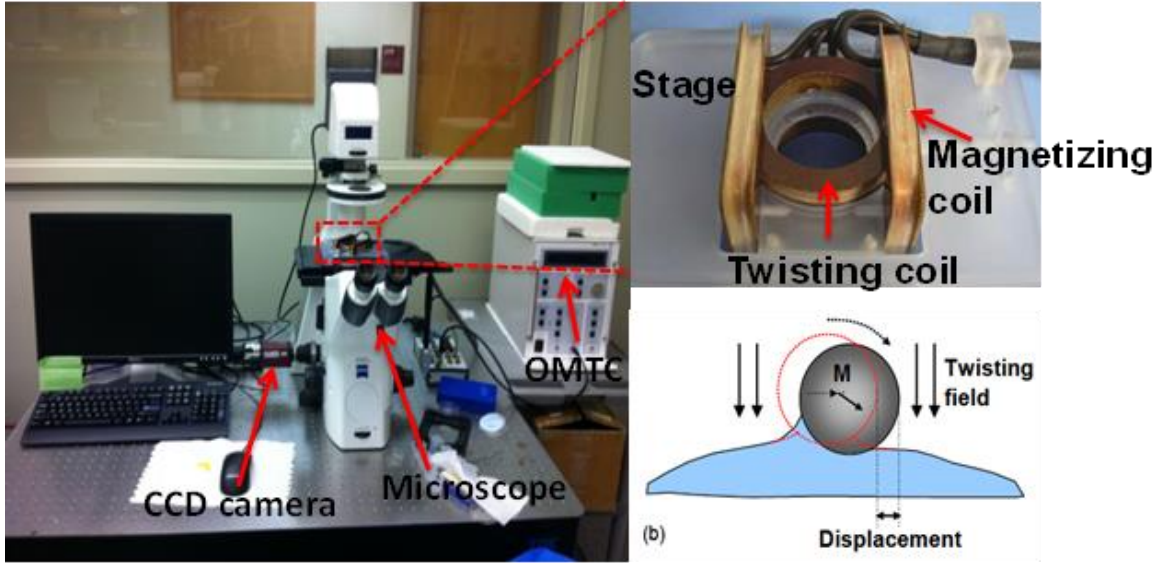 OMTC
CCD camera
Microscope
Stage
Magnetizing
coil
Twisting coil
M
Twisting
field
(b)
Displacement